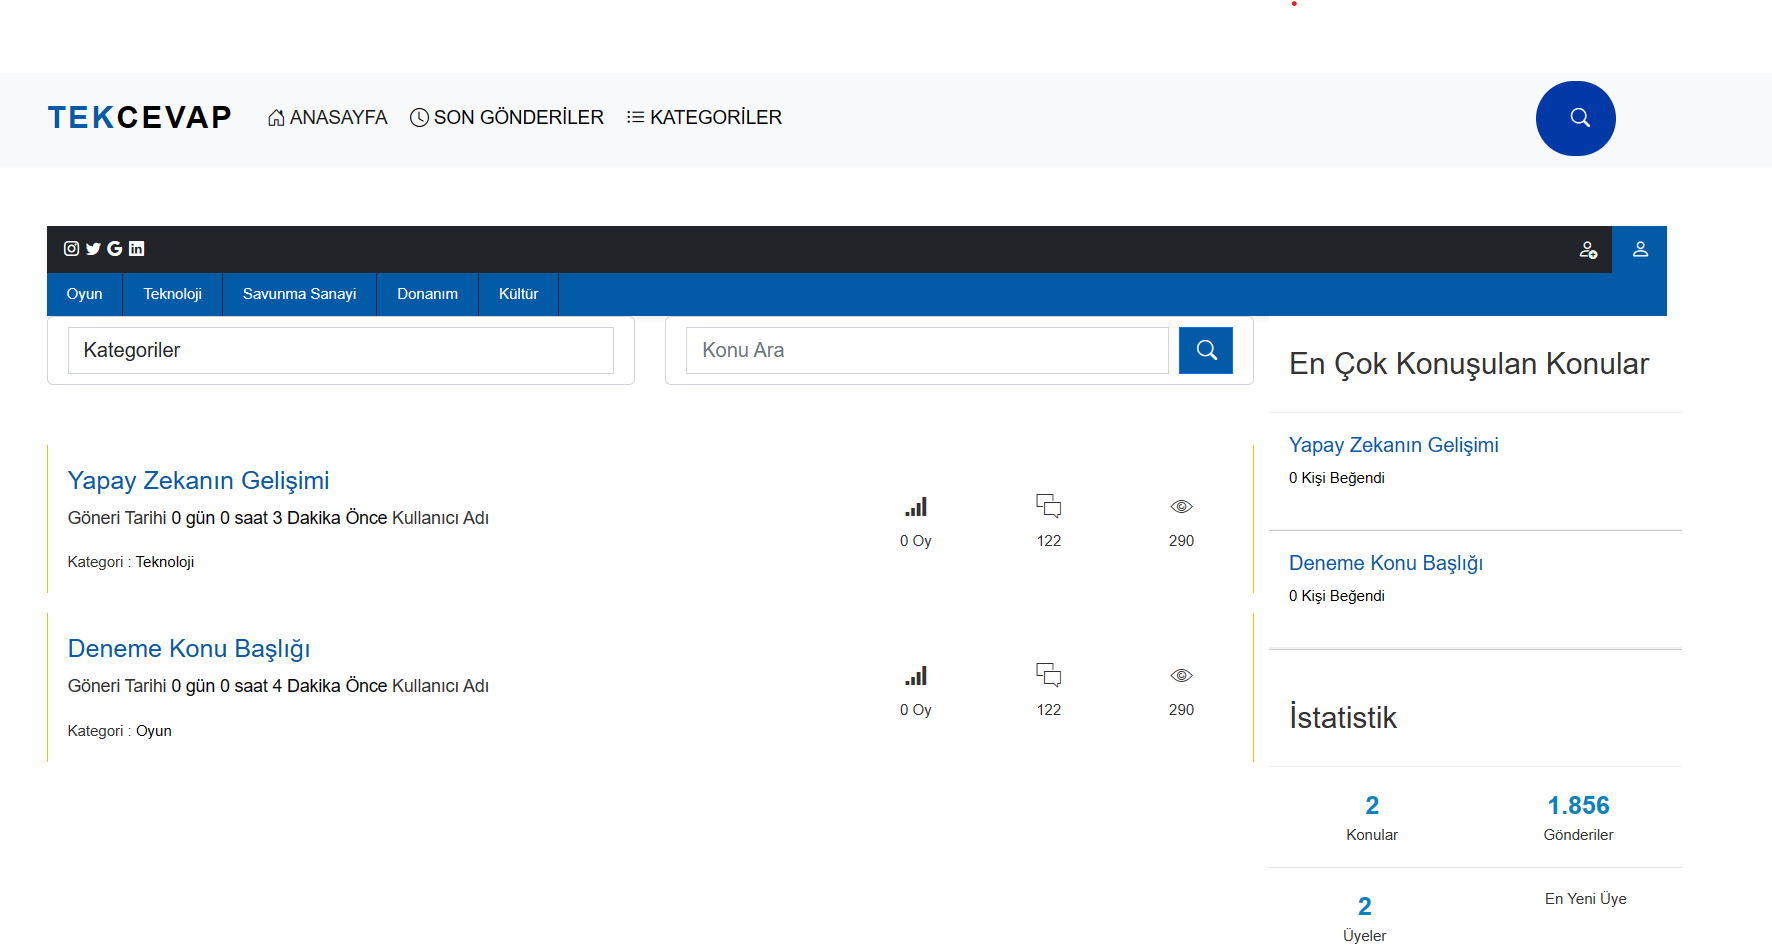 TEKCEVAP ANASAYFA SON GÖNDERİLER KATEGORİLER
Oyun Teknoloji Savunma Sanayi Donanım Kültür
Kategoriler
Konu Ara
Yapay Zekanın Gelişimi
Göneri Tarihi 0 gün 0 saat 3 Dakika Önce Kullanıcı Adı
Kategori : Teknoloji
0 Oy 122 290
Deneme Konu Başlığı
Göneri Tarihi 0 gün 0 saat 4 Dakika Önce Kullanıcı Adı
Kategori : Oyun
0 Oy 122 290
En Çok Konuşulan Konular
Yapay Zekanın Gelişimi
0 Kişi Beğendi
Deneme Konu Başlığı
0 Kişi Beğendi
İstatistik
2 1.856
Konular Gönderiler
2 En Yeni Üye
Üyeler